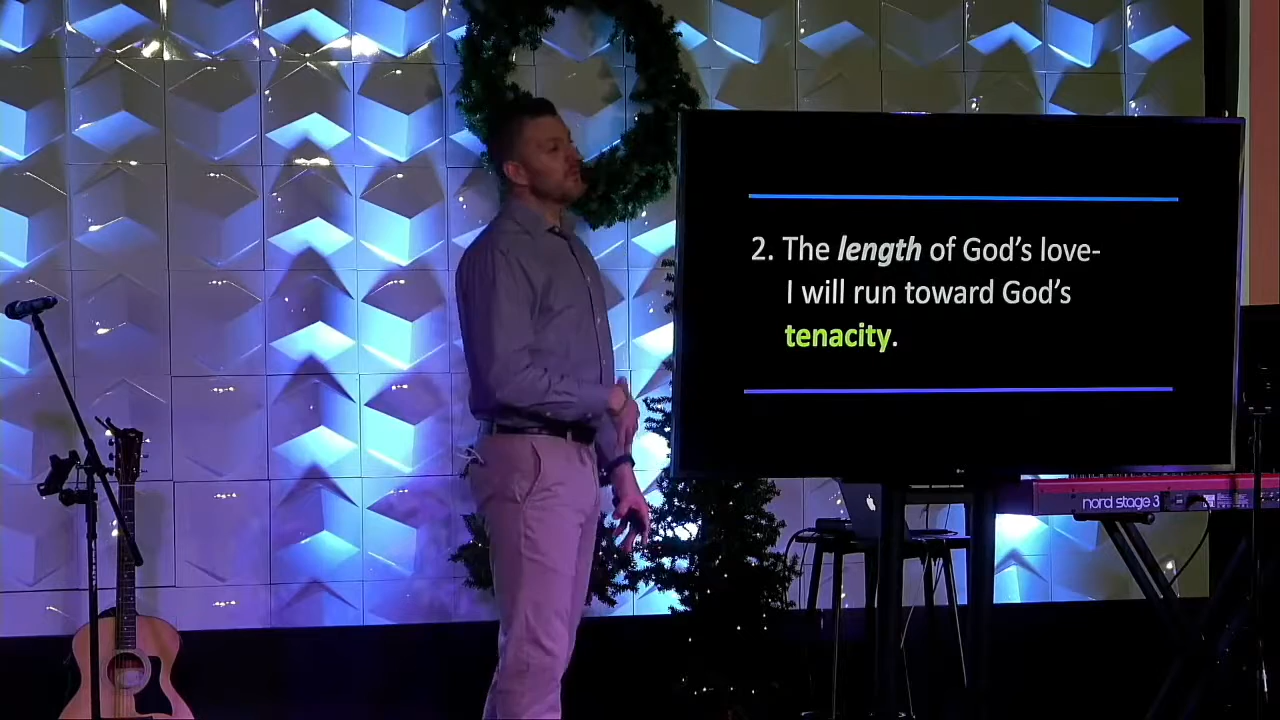 2. The length of God’s love-
I will run toward God’s
tenacity.
nord stage 3